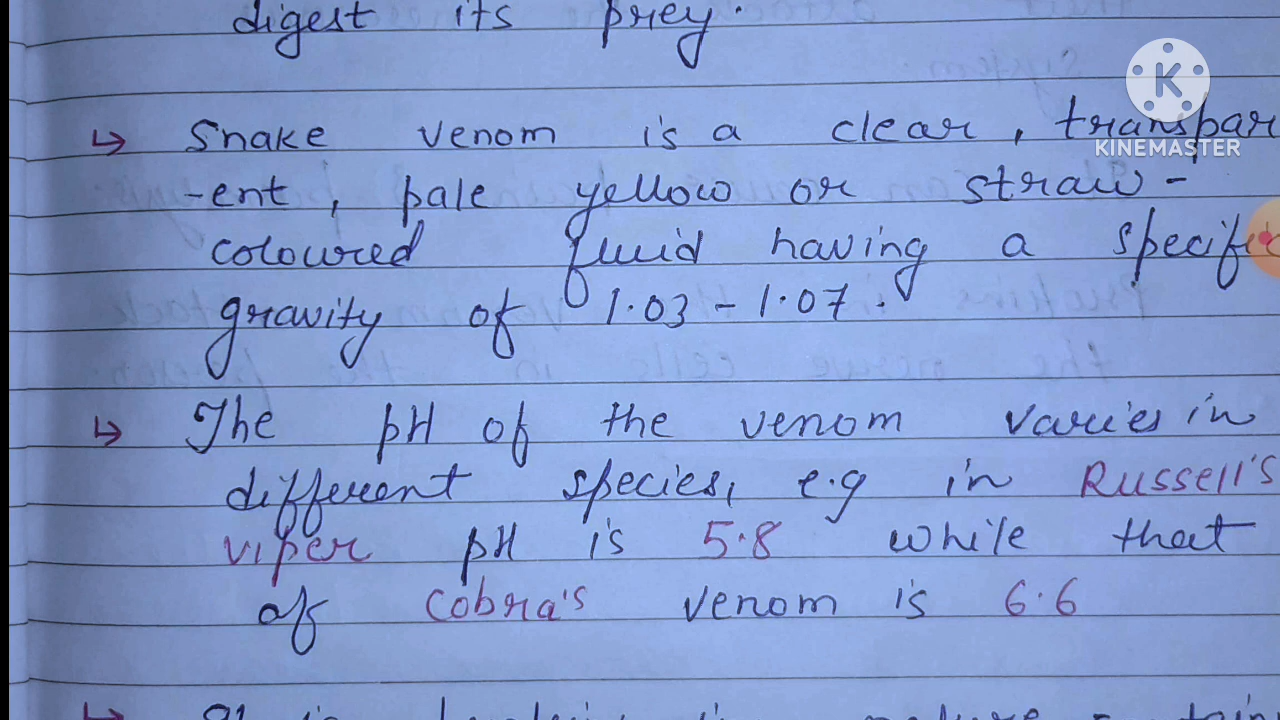 digest its prey.
↳ Snake venom is a clear, transpar
-ent, pale yellow or straw-
coloured fluid having a specific
gravity of 1.03 - 1.07.
↳ The pH of the venom varies in
different species, e.g in Russell's
viper pH is 5.8 while that
of Cobra's venom is 6.6
KINEMASTER